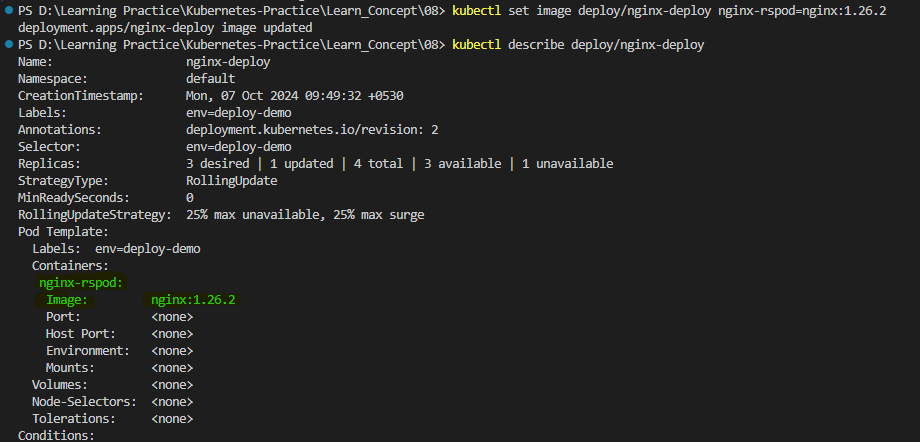 PS D:\Learning Practice\Kubernetes-Practice\Learn_Concept\08> kubectl set image deploy/nginx-deploy nginx-rspod=nginx:1.26.2
deployment.apps/nginx-deploy image updated
PS D:\Learning Practice\Kubernetes-Practice\Learn_Concept\08> kubectl describe deploy/nginx-deploy
Name:                   nginx-deploy
Namespace:              default
CreationTimestamp:      Mon, 07 Oct 2024 09:49:32 +0530
Labels:                 env=deploy-demo
Annotations:            deployment.kubernetes.io/revision: 2
Selector:               env=deploy-demo
Replicas:               3 desired | 1 updated | 4 total | 3 available | 1 unavailable
StrategyType:           RollingUpdate
MinReadySeconds:        0
RollingUpdateStrategy:  25% max unavailable, 25% max surge
Pod Template:
  Labels:  env=deploy-demo
  Containers:
   nginx-rspod:
    Image:         nginx:1.26.2
    Port:          <none>
    Host Port:     <none>
    Environment:   <none>
    Mounts:        <none>
  Volumes:         <none>
  Node-Selectors:  <none>
  Tolerations:     <none>
Conditions: